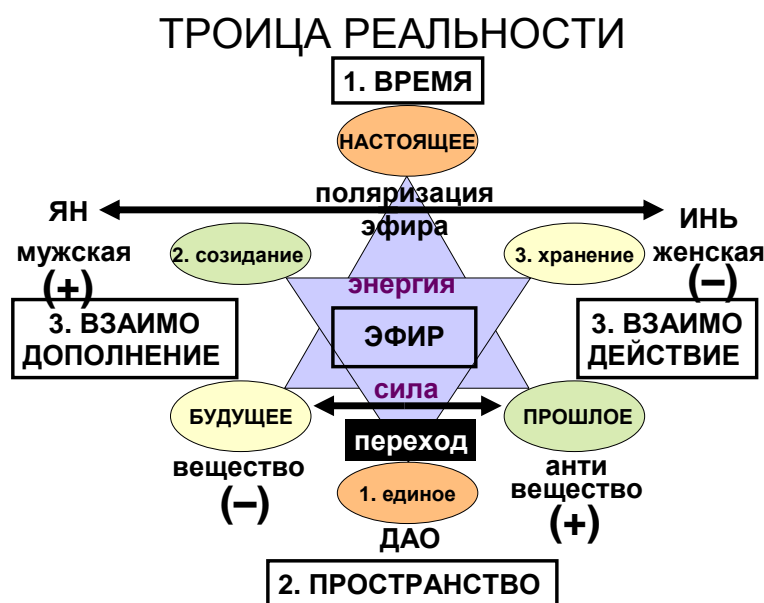 ТРОИЦА РЕАЛЬНОСТИ
1. ВРЕМЯ
НАСТОЯЩЕЕ
поляризация
эфира
ЯН
мужская
(+)
ИНЬ
женская
(–)
2. созидание
3. хранение
энергия
3. ВЗАИМО
ДОПОЛНЕНИЕ
ЭФИР
3. ВЗАИМО
ДЕЙСТВИЕ
сила
БУДУЩЕЕ
ПРОШЛОЕ
переход
вещество
(–)
анти
вещество
(+)
1. единое
ДАО
2. ПРОСТРАНСТВО